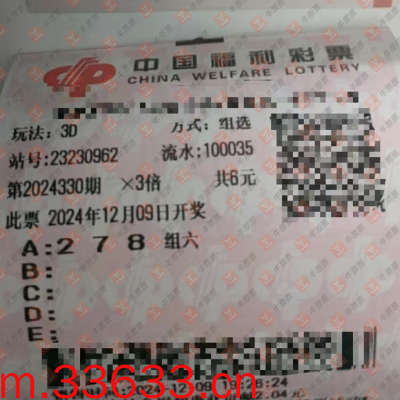 中国福利彩票
CHINA WELFARE LOTTERY
玩法:3D 方式:组选
站号:23230962 流水:100035
第2024330期 ×3倍 共6元
此票 2024年12月09日开奖
A:2 7 8 组六
B:
C:
D:
E:
m.33633.cn